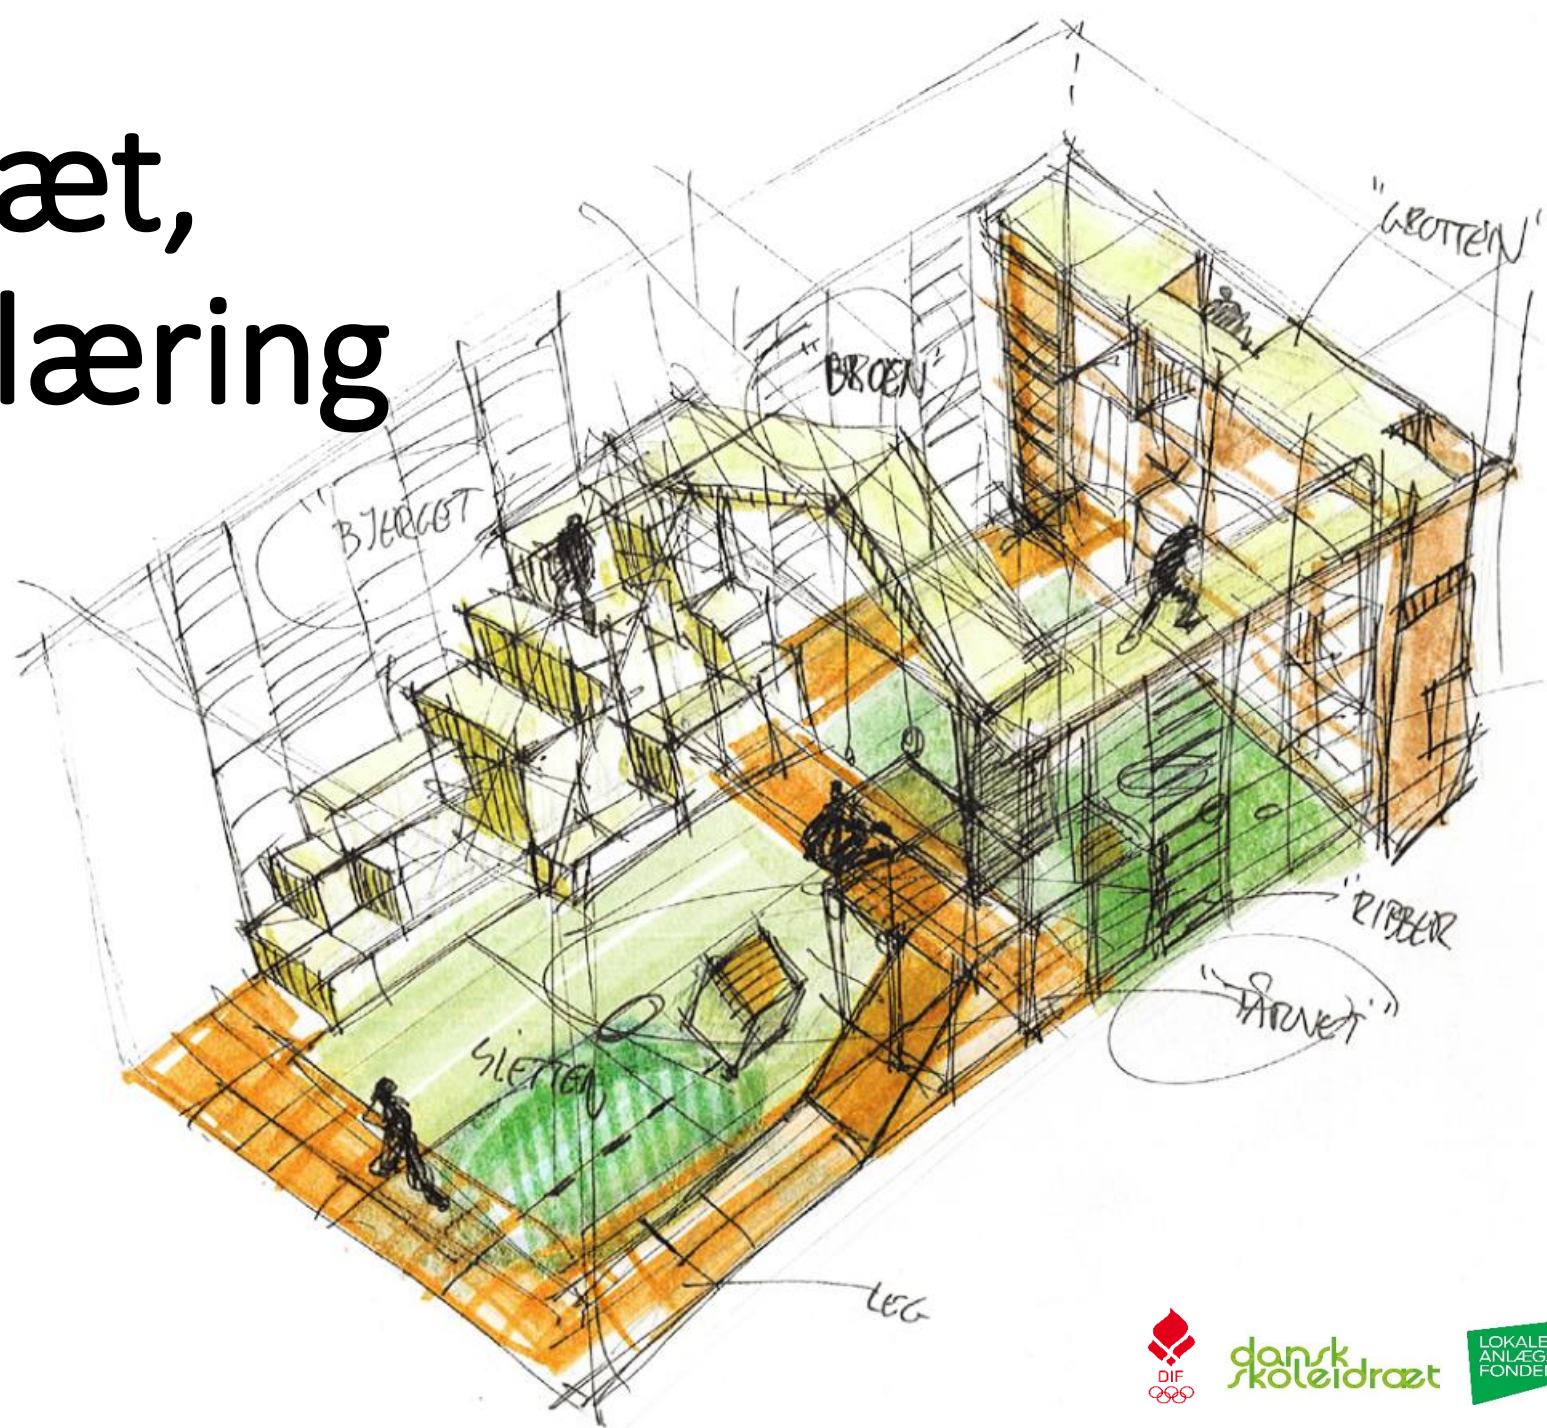 æt,
læring
"GROTTEN"
"BROEN"
"BJERGET
"RIBBER
"TÅRNET"
SLETTEN
LEG
DIF
dansk
skoleidræt
LOKALE
ANLÆG
FONDE